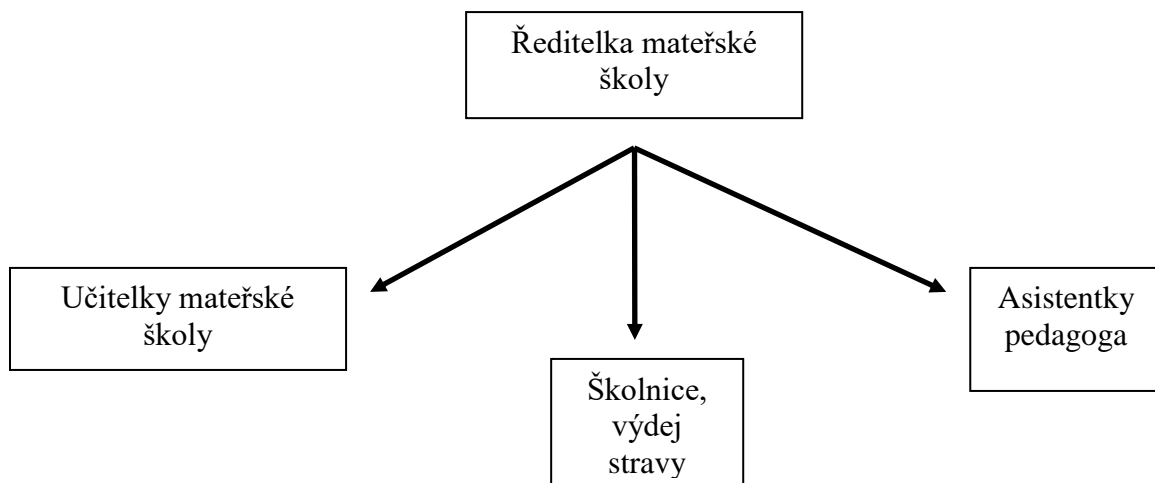 Ředitelka mateřské
školy
Učitelky mateřské
školy
Školnice,
výdej
stravy
Asistentky
pedagoga